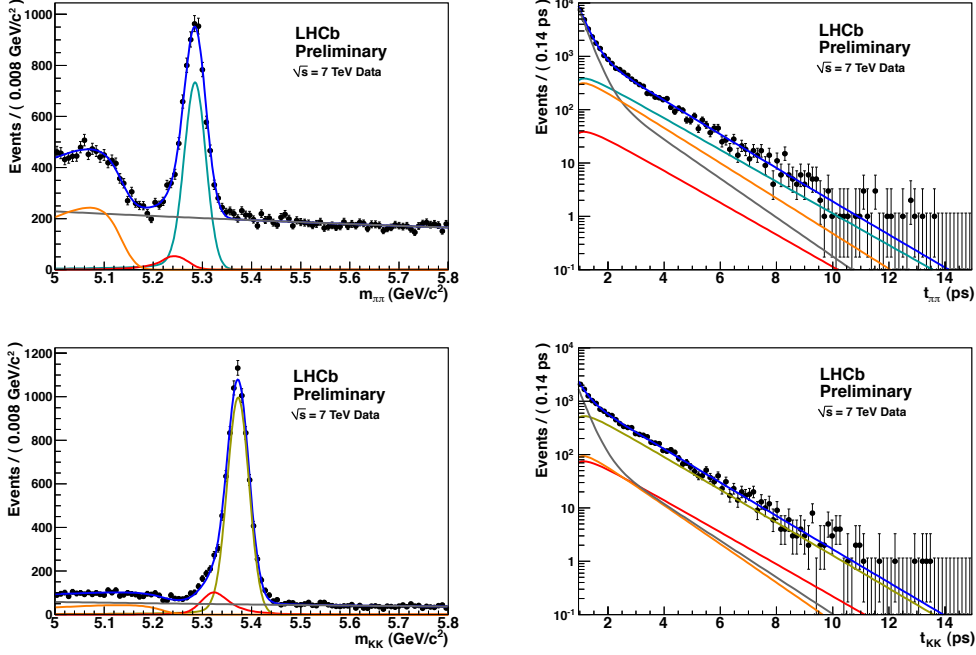 Events / ( 0.008 GeV/c²)
1000
800
600
400
200
0
LHCb
Preliminary
√s = 7 TeV Data
5 5.1 5.2 5.3 5.4 5.5 5.6 5.7 5.8
mππ (GeV/c²)
Events / ( 0.14 ps)
10⁴
10³
10²
10
1
10⁻¹
LHCb
Preliminary
√s = 7 TeV Data
2 4 6 8 10 12 14
tππ (ps)
Events / ( 0.008 GeV/c²)
1200
1000
800
600
400
200
0
LHCb
Preliminary
√s = 7 TeV Data
5 5.1 5.2 5.3 5.4 5.5 5.6 5.7 5.8
mKK (GeV/c²)
Events / ( 0.14 ps)
10⁴
10³
10²
10
1
10⁻¹
LHCb
Preliminary
√s = 7 TeV Data
2 4 6 8 10 12 14
tKK (ps)